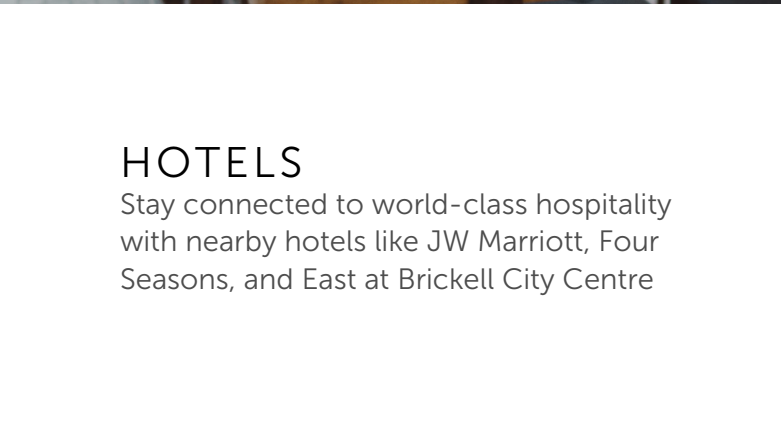 HOTELS
Stay connected to world-class hospitality
with nearby hotels like JW Marriott, Four
Seasons, and East at Brickell City Centre